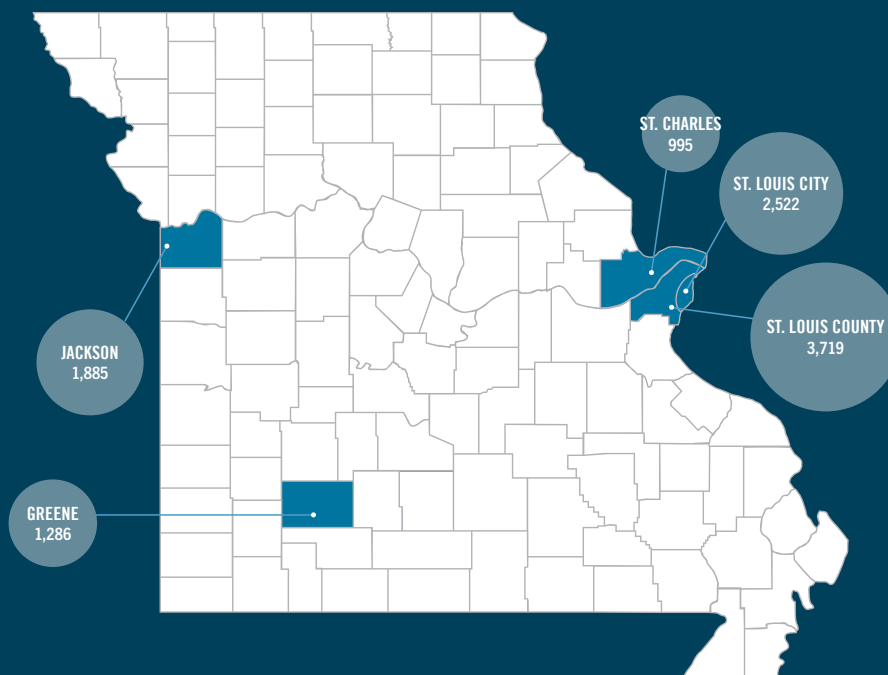 ST. CHARLES
995
ST. LOUIS CITY
2,522
ST. LOUIS COUNTY
3,719
JACKSON
1,885
GREENE
1,286